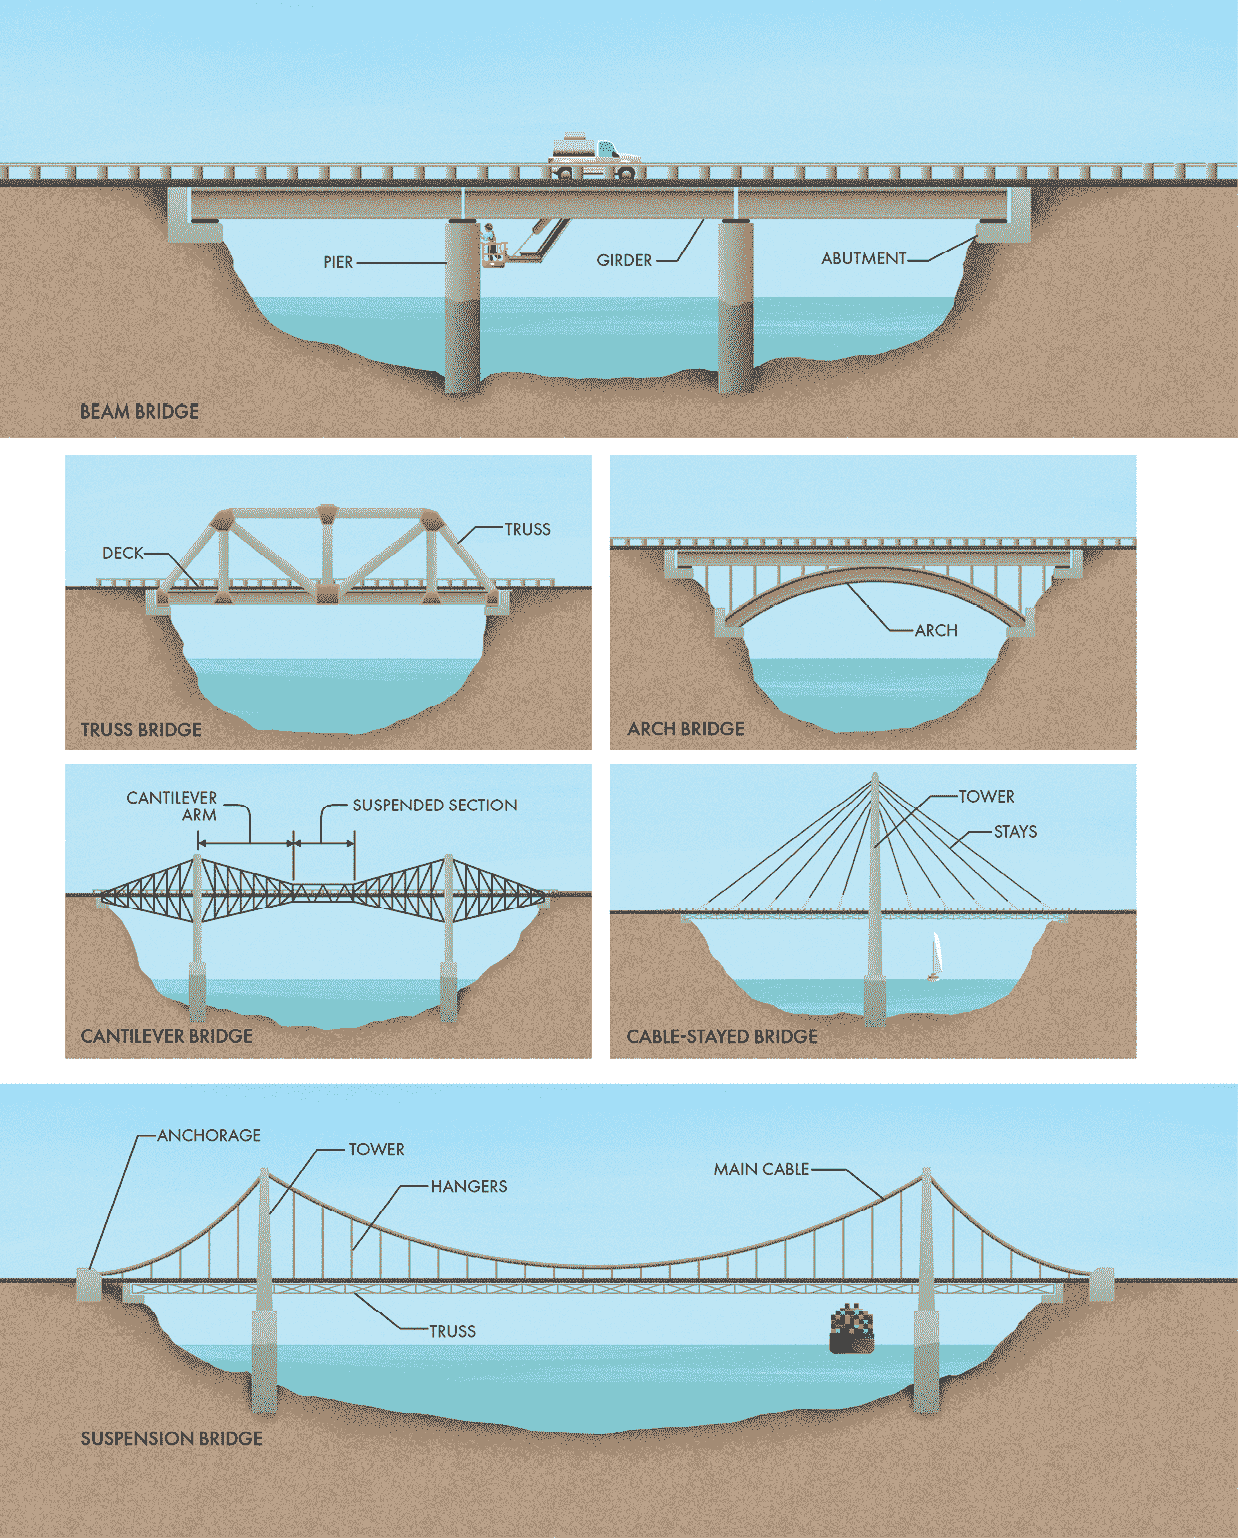 PIER
GIRDER
ABUTMENT
BEAM BRIDGE
DECK
TRUSS
TRUSS BRIDGE
ARCH
ARCH BRIDGE
CANTILEVER
ARM
SUSPENDED SECTION
CANTILEVER BRIDGE
TOWER
STAYS
CABLE-STAYED BRIDGE
ANCHORAGE
TOWER
HANGERS
MAIN CABLE
TRUSS
SUSPENSION BRIDGE